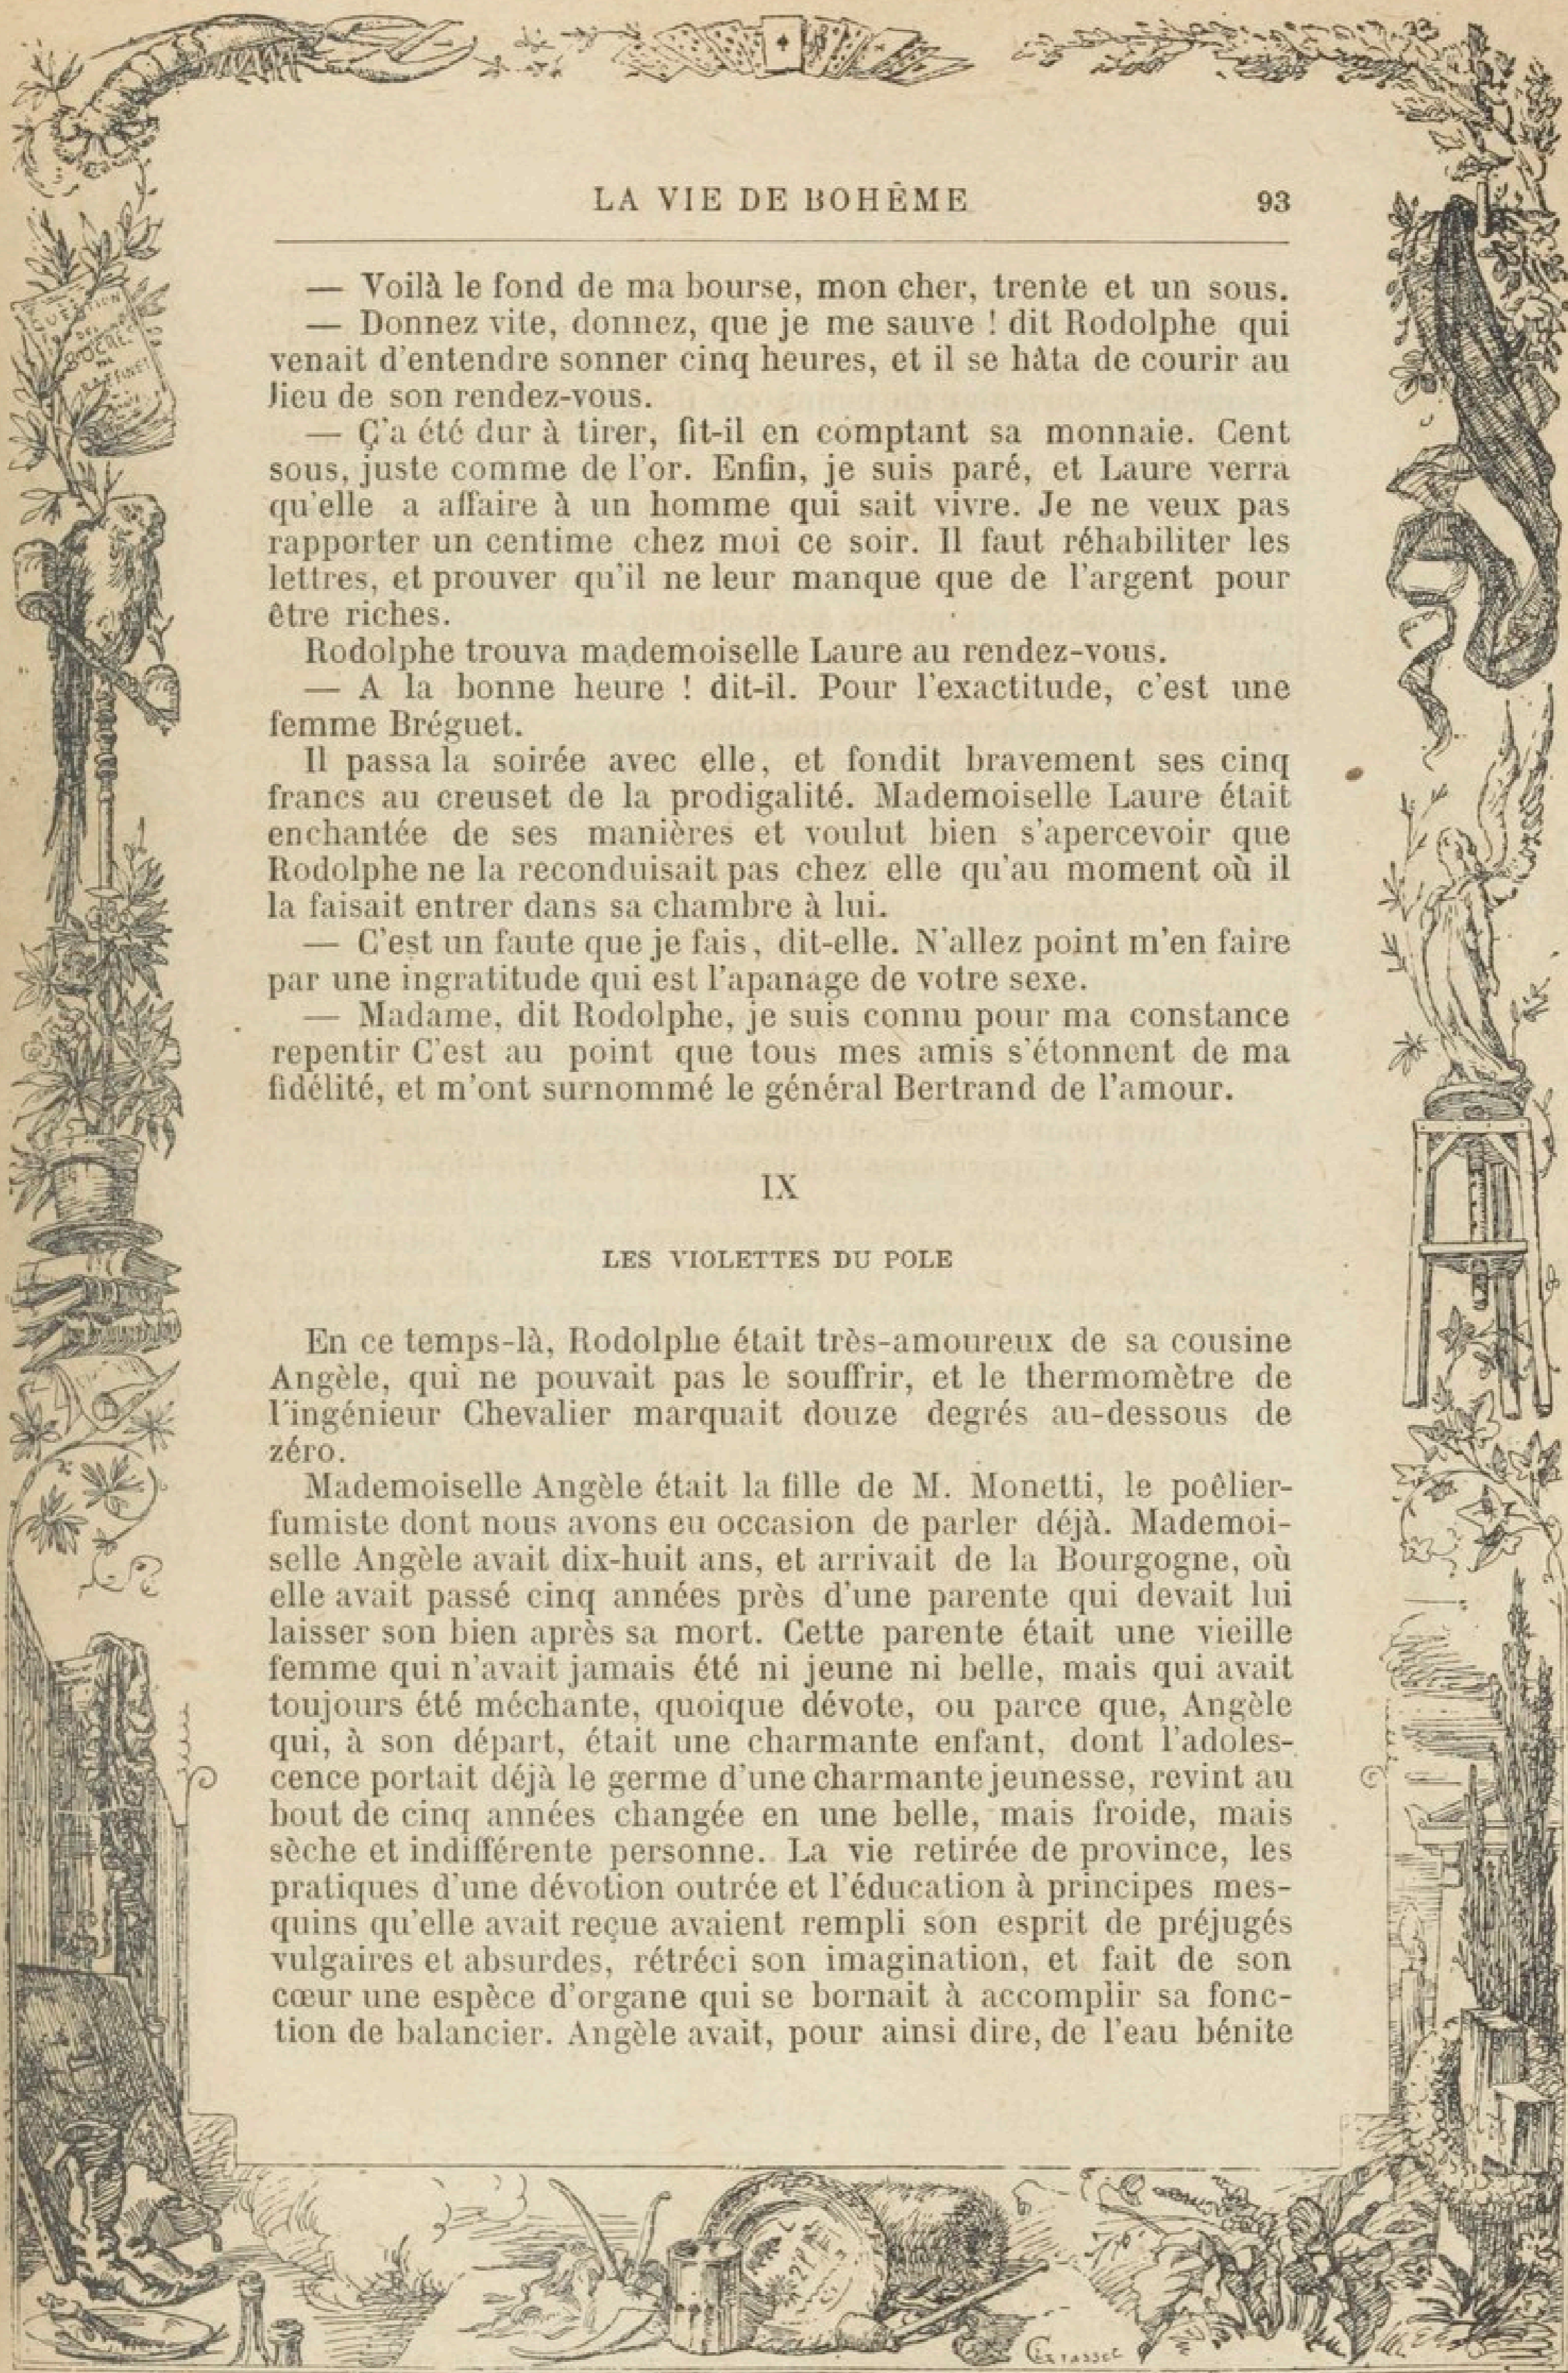 LA VIE DE BOHÊME 93
— Voilà le fond de ma bourse, mon cher, trente et un sous.
— Donnez vite, donnez, que je me sauve ! dit Rodolphe qui
venait d'entendre sonner cinq heures, et il se hâta de courir au
lieu de son rendez-vous.
— Ç'a été dur à tirer, fit-il en comptant sa monnaie. Cent
sous, juste comme de l'or. Enfin, je suis paré, et Laure verra
qu'elle a affaire à un homme qui sait vivre. Je ne veux pas
rapporter un centime chez moi ce soir. Il faut réhabiliter les
lettres, et prouver qu'il ne leur manque que de l'argent pour
être riches.
Rodolphe trouva mademoiselle Laure au rendez-vous.
— A la bonne heure ! dit-il. Pour l'exactitude, c'est une
femme Bréguet.
Il passa la soirée avec elle, et fondit bravement ses cinq
francs au creuset de la prodigalité. Mademoiselle Laure était
enchantée de ses manières et voulut bien s'apercevoir que
Rodolphe ne la reconduisait pas chez elle qu'au moment où il
la faisait entrer dans sa chambre à lui.
— C'est un faute que je fais, dit-elle. N'allez point m'en faire
par une ingratitude qui est l'apanage de votre sexe.
— Madame, dit Rodolphe, je suis connu pour ma constance
repentir C'est au point que tous mes amis s'étonnent de ma
fidélité, et m'ont surnommé le général Bertrand de l'amour.
IX
LES VIOLETTES DU POLE
En ce temps-là, Rodolphe était très-amoureux de sa cousine
Angèle, qui ne pouvait pas le souffrir, et le thermomètre de
l'ingénieur Chevalier marquait douze degrés au-dessous de
zéro.
Mademoiselle Angèle était la fille de M. Monetti, le poêlier-
fumiste dont nous avons eu occasion de parler déjà. Mademoi-
selle Angèle avait dix-huit ans, et arrivait de la Bourgogne, où
elle avait passé cinq années près d'une parente qui devait lui
laisser son bien après sa mort. Cette parente était une vieille
femme qui n'avait jamais été ni jeune ni belle, mais qui avait
toujours été méchante, quoique dévote, ou parce que, Angèle
qui, à son départ, était une charmante enfant, dont l'adoles-
cence portait déjà le germe d'une charmante jeunesse, revint au
bout de cinq années changée en une belle, mais froide, mais
sèche et indifférente personne. La vie retirée de province, les
pratiques d'une dévotion outrée et l'éducation à principes mes-
quins qu'elle avait reçue avaient rempli son esprit de préjugés
vulgaires et absurdes, rétréci son imagination, et fait de son
cœur une espèce d'organe qui se bornait à accomplir sa fonc-
tion de balancier. Angèle avait, pour ainsi dire, de l'eau bénite